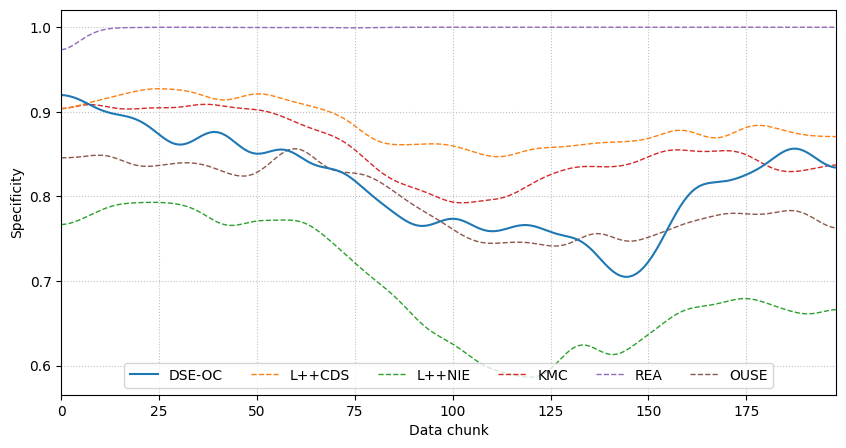 1.0
0.9
0.8
0.7
0.6
Specificity
DSE-OC L++CDS L++NIE KMC REA OUSE
0 25 50 75 100 125 150 175
Data chunk